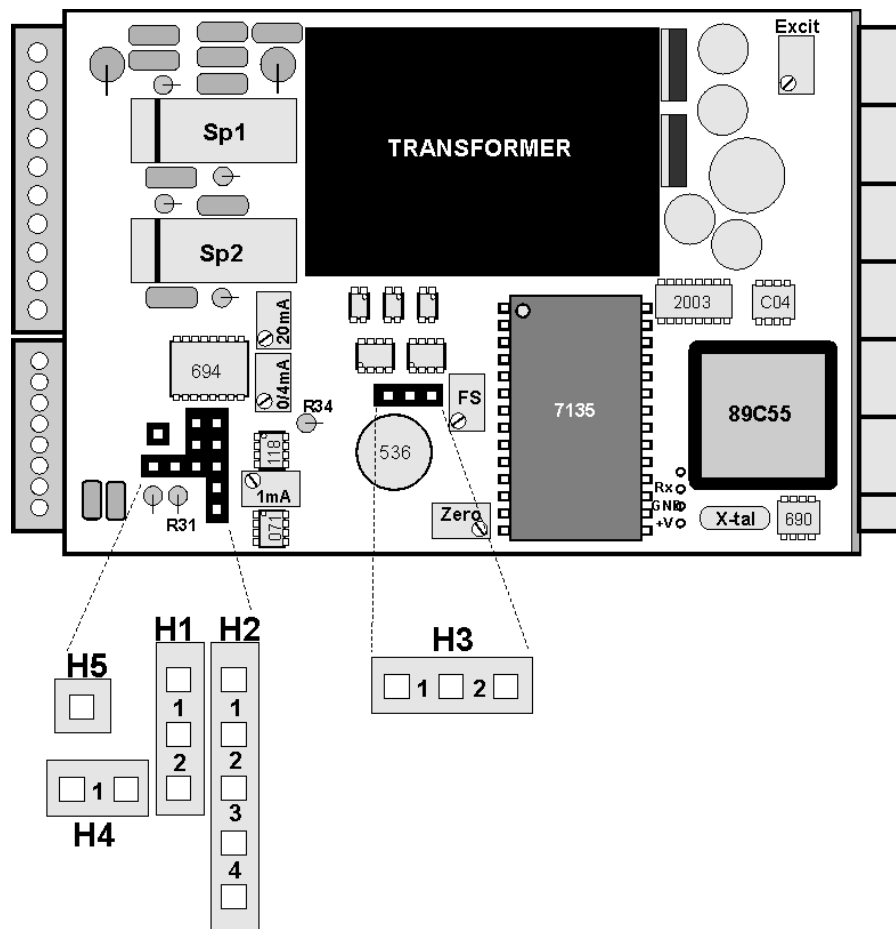 Excit
Sp1
TRANSFORMER
Sp2
20mA
2003
C04
694
0/4mA
R34
FS
7135
89C55
118
536
1mA
Rx
GND
Zero
+V
X-tal
690
R31
071
H1
H2
H3
H5
1
2
1
2
1
2
3
4
1
H4